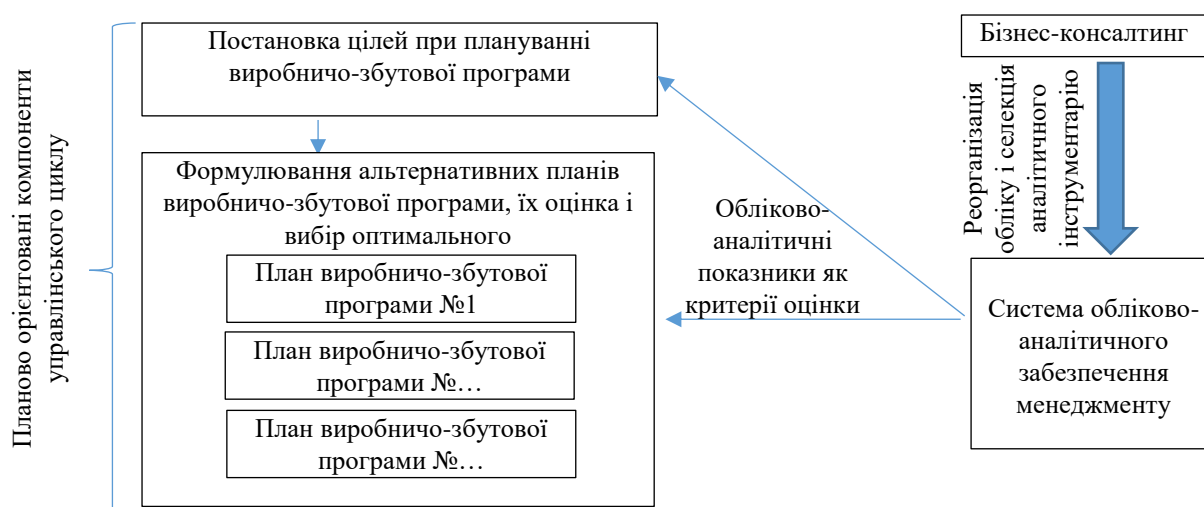 Планово орієнтовані компоненти
управлінського циклу
Постановка цілей при плануванні
виробничо-збутової програми
Формулювання альтернативних планів
виробничо-збутової програми, їх оцінка і
вибір оптимального
План виробничо-збутової
програми №1
План виробничо-збутової
програми №…
План виробничо-збутової
програми №…
Обліково-
аналітичні
показники як
критерії оцінки
Бізнес-консалтинг
Реорганізація
обліку і селекція
аналітичного
інструментарію
Система обліково-
аналітичного
забезпечення
менеджменту